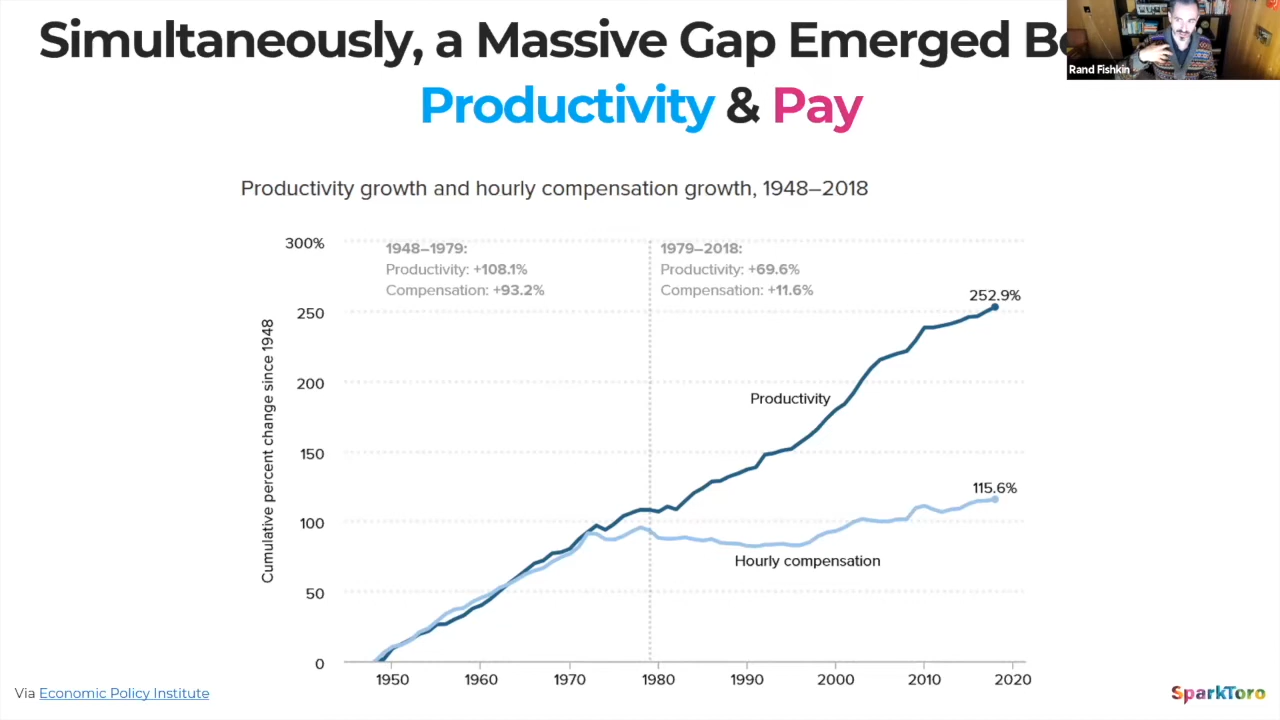 Simultaneously, a Massive Gap Emerged
Productivity & Pay
Rand Fishkin
Productivity growth and hourly compensation growth, 1948–2018
Cumulative percent change since 1948
300%
250
200
150
100
50
0
1948–1979:
Productivity: +108.1%
Compensation: +93.2%
1979–2018:
Productivity: +69.6%
Compensation: +11.6%
252.9%
Productivity
115.6%
Hourly compensation
1950 1960 1970 1980 1990 2000 2010 2020
Via Economic Policy Institute
SparkToro